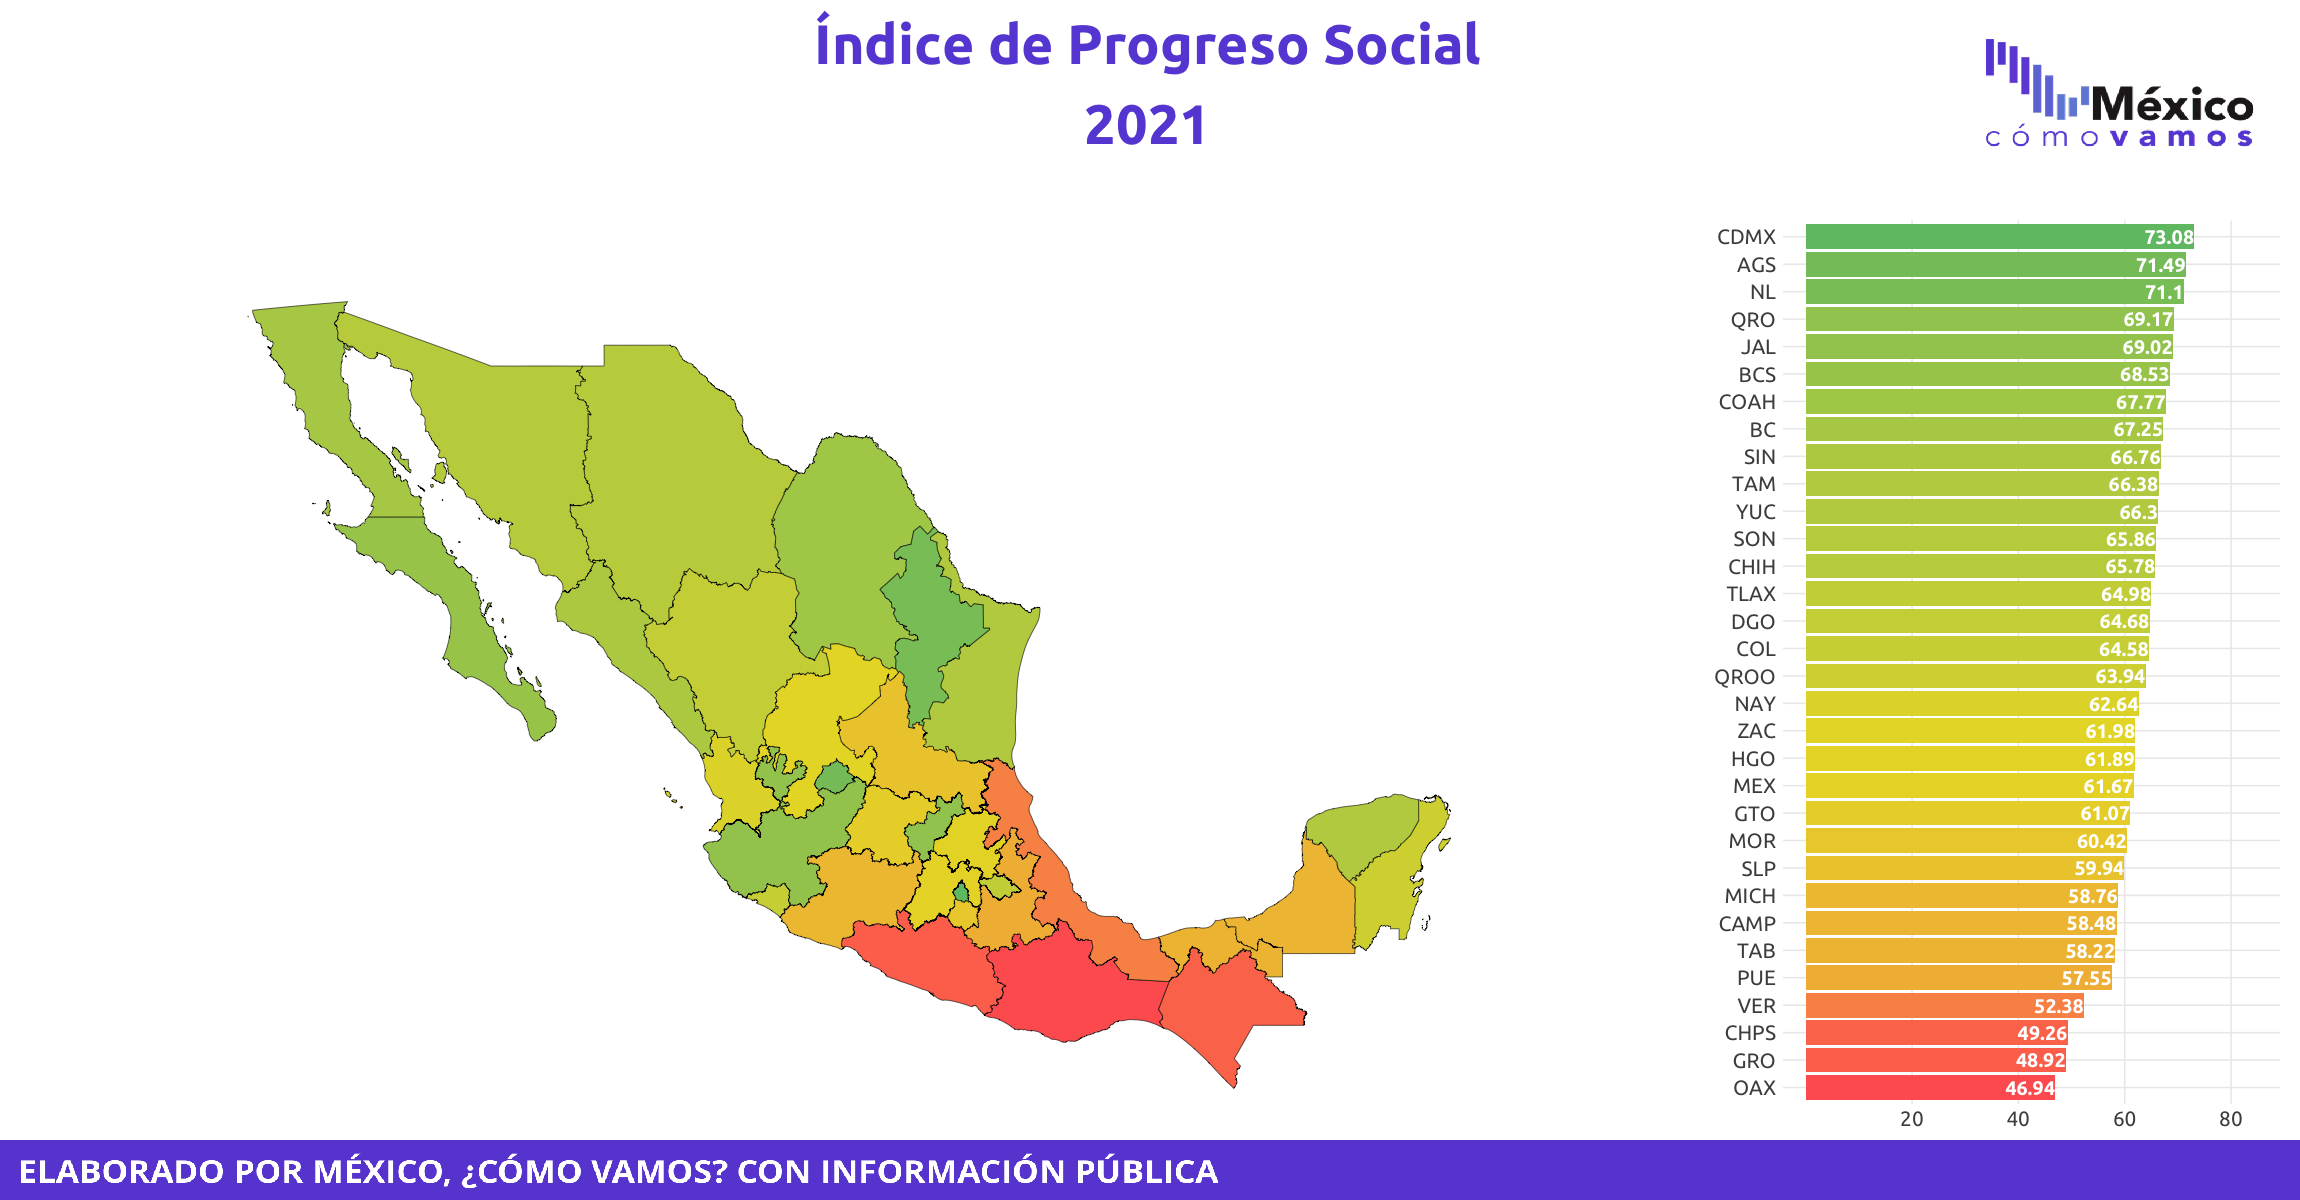 Índice de Progreso Social
2021
México
cómovamos
CDMX 73.08
AGS 71.49
NL 71.1
QRO 69.17
JAL 69.02
BCS 68.53
COAH 67.77
BC 67.25
SIN 66.76
TAM 66.38
YUC 66.3
SON 65.86
CHIH 65.78
TLAX 64.98
DGO 64.68
COL 64.58
QROO 63.94
NAY 62.64
ZAC 61.98
HGO 61.89
MEX 61.67
GTO 61.07
MOR 60.42
SLP 59.94
MICH 58.76
CAMP 58.48
TAB 58.22
PUE 57.55
VER 52.38
CHPS 49.26
GRO 48.92
OAX 46.94
20 40 60 80
ELABORADO POR MÉXICO, ¿CÓMO VAMOS? CON INFORMACIÓN PÚBLICA